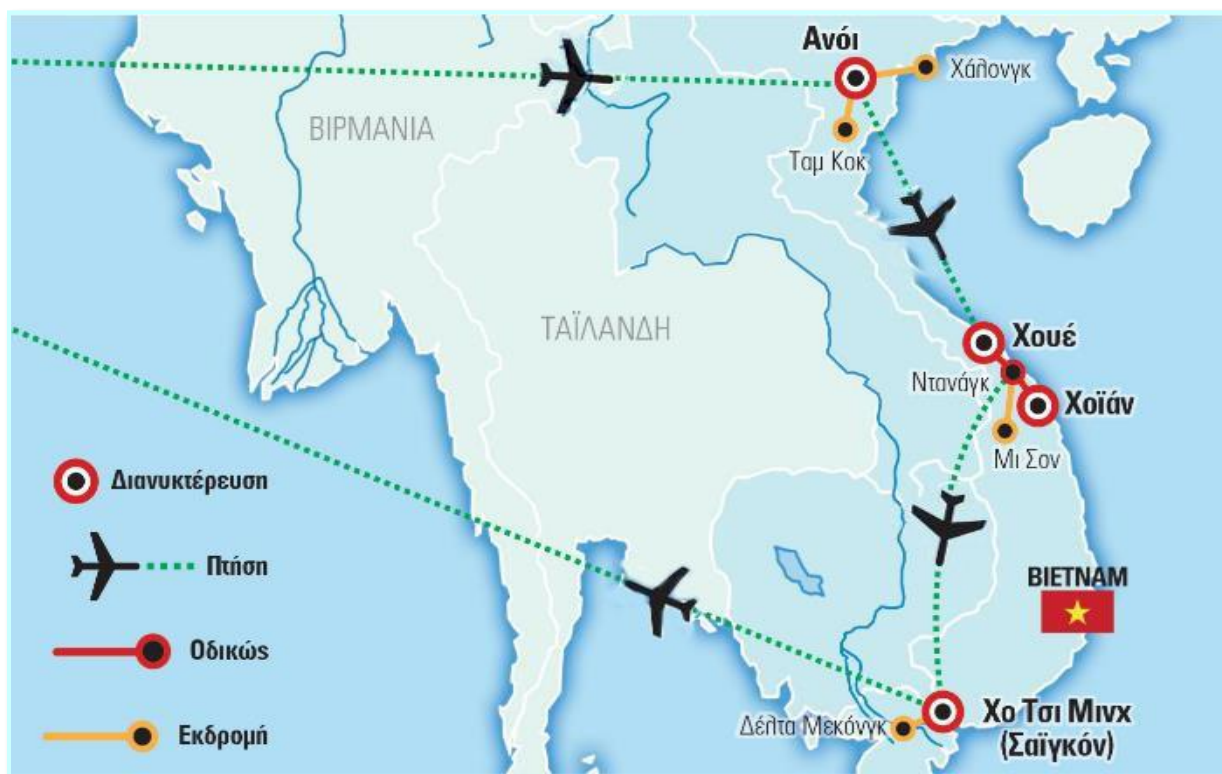 Ανόι
Χάλονγκ
ΒΙΡΜΑΝΙΑ
Ταμ Κοκ
ΤΑΪΛΑΝΔΗ
Χουέ
Ντανάγκ
Χοϊάν
Μι Σον
Διανυκτέρευση
Πτήση
ΒΙΕΤΝΑΜ
Οδικώς
Εκδρομή
Δέλτα Μεκόνγκ
Χο Τσι Μινχ
(Σαϊγκόν)